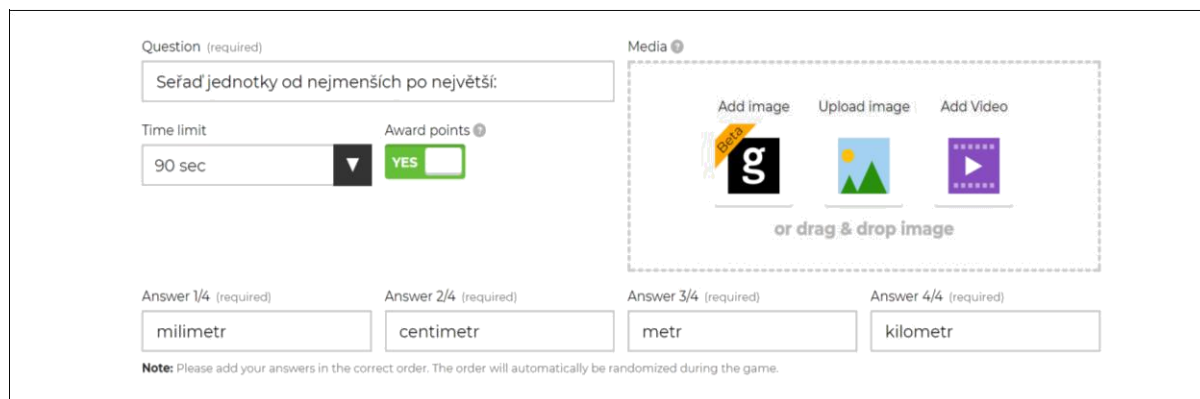 Question (required)
Seřaď jednotky od nejmenších po největší:
Time limit
90 sec
Award points ?
YES
Media ?
Add image Upload image Add Video
Beta
g
or drag & drop image
Answer 1/4 (required)
milimetr
Answer 2/4 (required)
centimetr
Answer 3/4 (required)
metr
Answer 4/4 (required)
kilometr
Note: Please add your answers in the correct order. The order will automatically be randomized during the game.